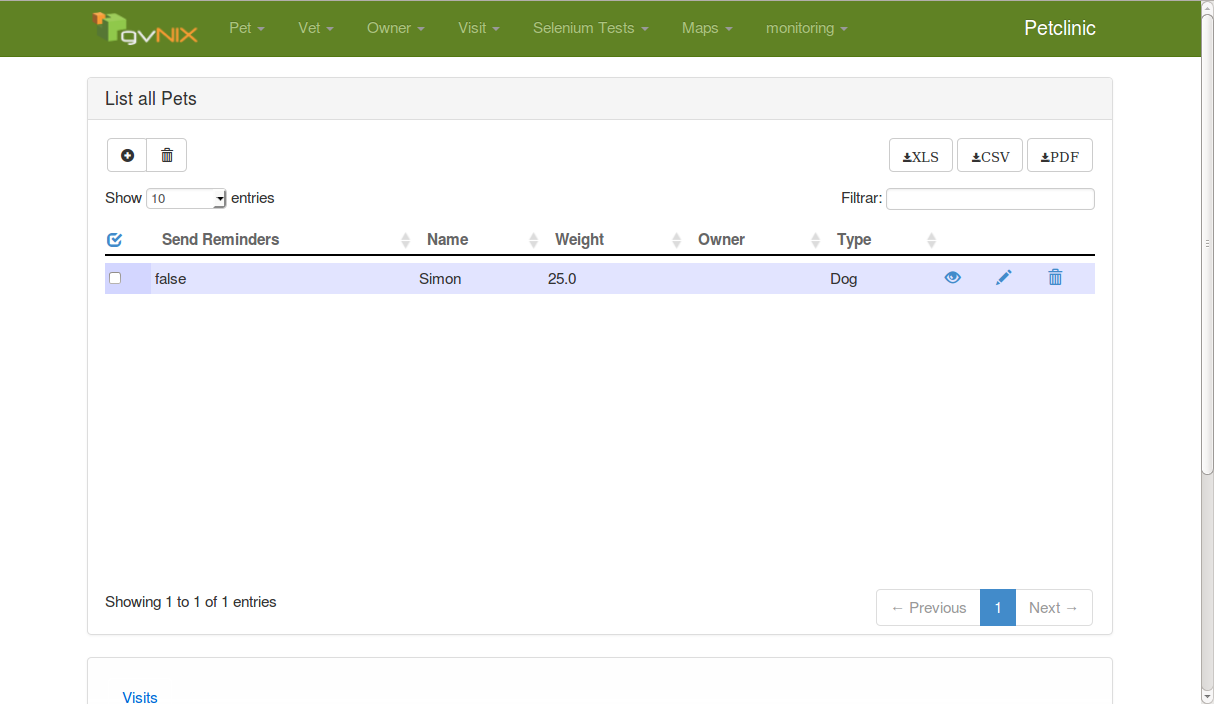 gvNIX Pet Vet Owner Visit Selenium Tests Maps monitoring Petclinic
List all Pets
XLS CSV PDF
Show 10 entries Filtrar:
Send Reminders Name Weight Owner Type
false Simon 25.0 Dog
Showing 1 to 1 of 1 entries ← Previous 1 Next →
Visits